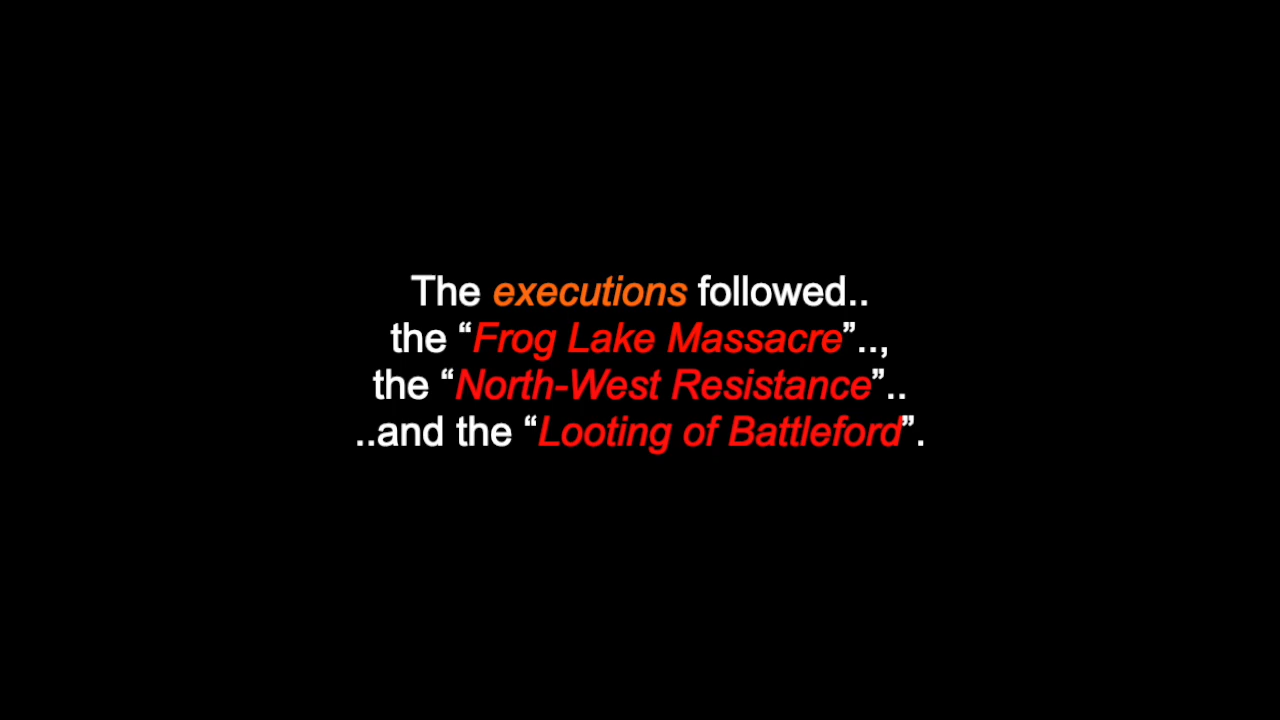 The executions followed..
the “Frog Lake Massacre”..,
the “North-West Resistance”..
..and the “Looting of Battleford”.